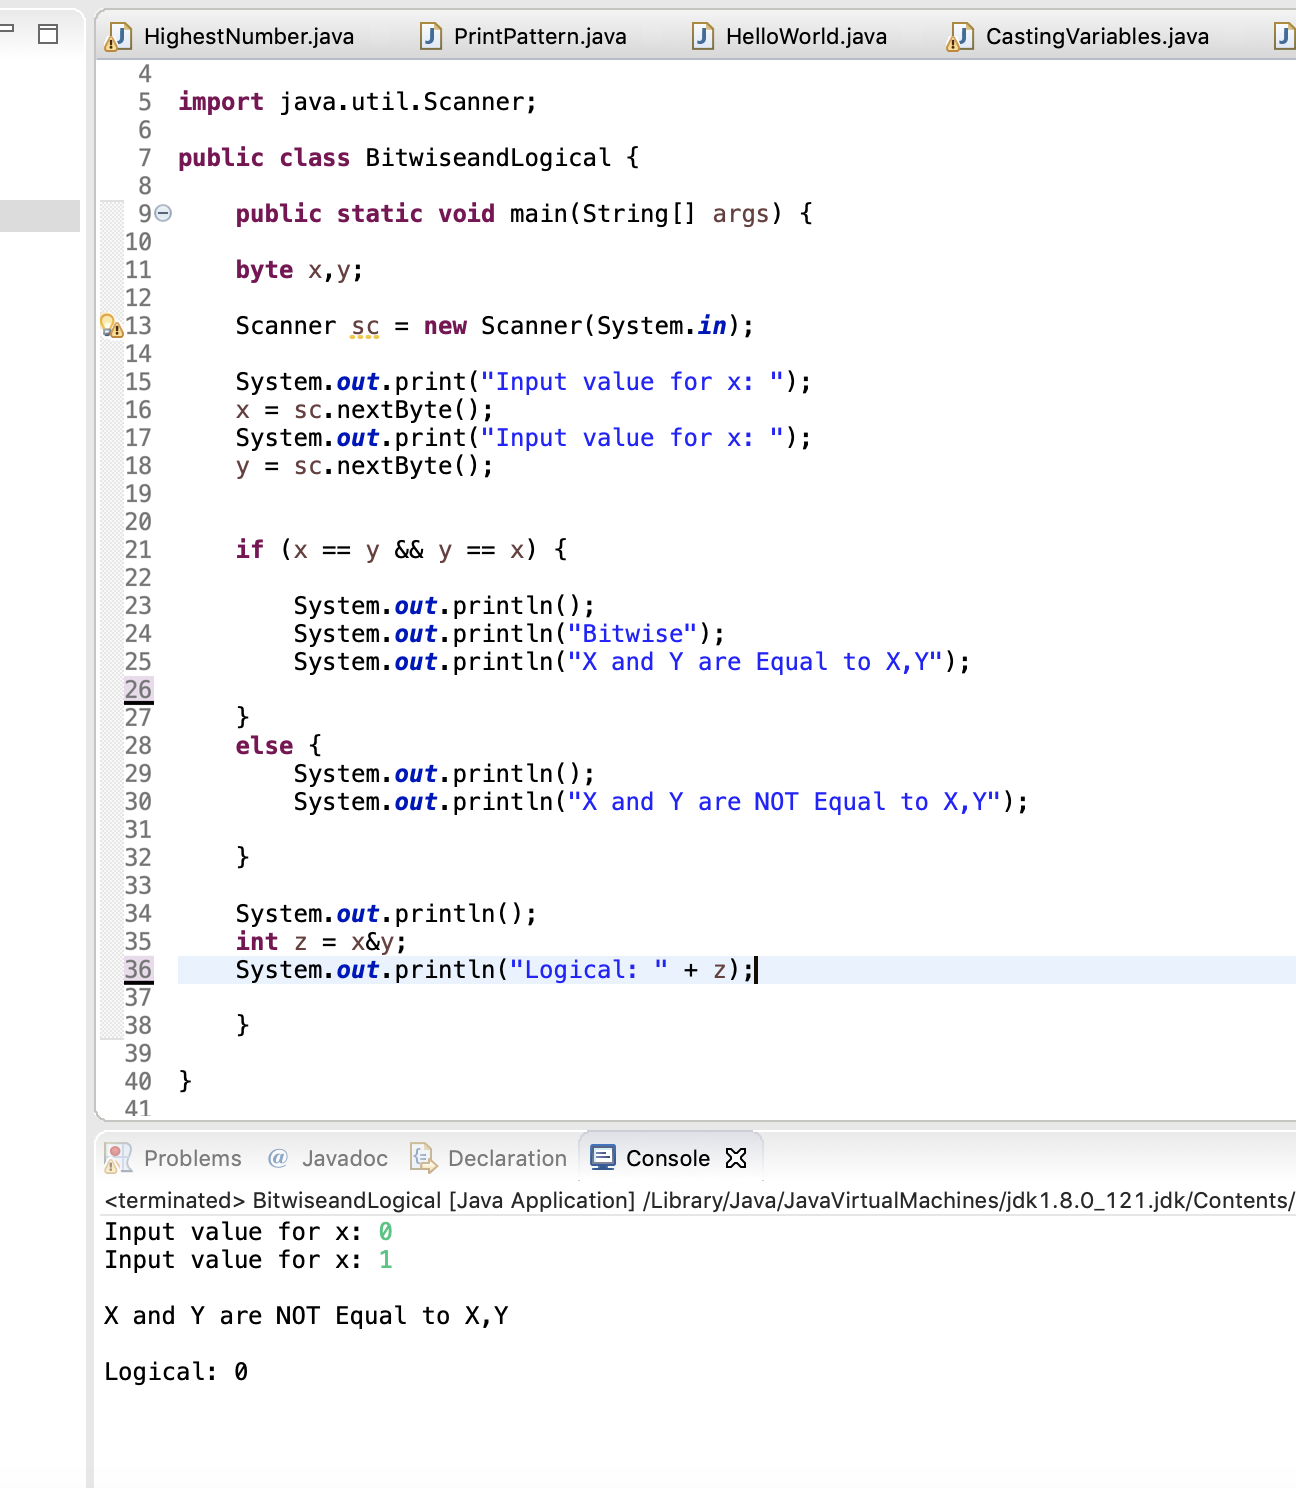 HighestNumber.java PrintPattern.java HelloWorld.java CastingVariables.java
4
5 import java.util.Scanner;
6
7 public class BitwiseandLogical {
8
9 public static void main(String[] args) {
10
11 byte x,y;
12
13 Scanner sc = new Scanner(System.in);
14
15 System.out.print("Input value for x: ");
16 x = sc.nextByte();
17 System.out.print("Input value for x: ");
18 y = sc.nextByte();
19
20
21 if (x == y && y == x) {
22
23 System.out.println();
24 System.out.println("Bitwise");
25 System.out.println("X and Y are Equal to X,Y");
26
27 }
28 else {
29 System.out.println();
30 System.out.println("X and Y are NOT Equal to X,Y");
31
32 }
33
34 System.out.println();
35 int z = x&y;
36 System.out.println("Logical: " + z);
37
38 }
39
40 }
41
Problems @ Javadoc Declaration Console
<terminated> BitwiseandLogical [Java Application] /Library/Java/JavaVirtualMachines/jdk1.8.0_121.jdk/Contents/
Input value for x: 0
Input value for x: 1
X and Y are NOT Equal to X,Y
Logical: 0